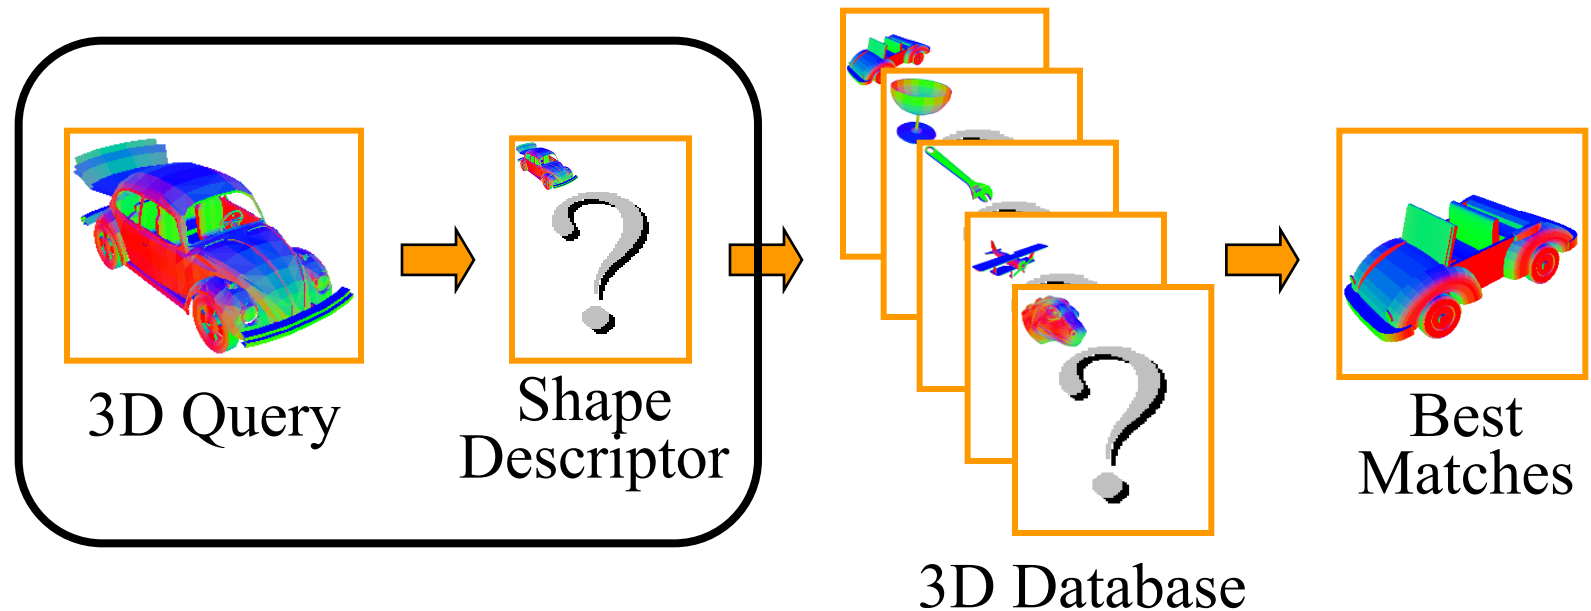 3D Query
Shape
Descriptor
3D Database
Best
Matches